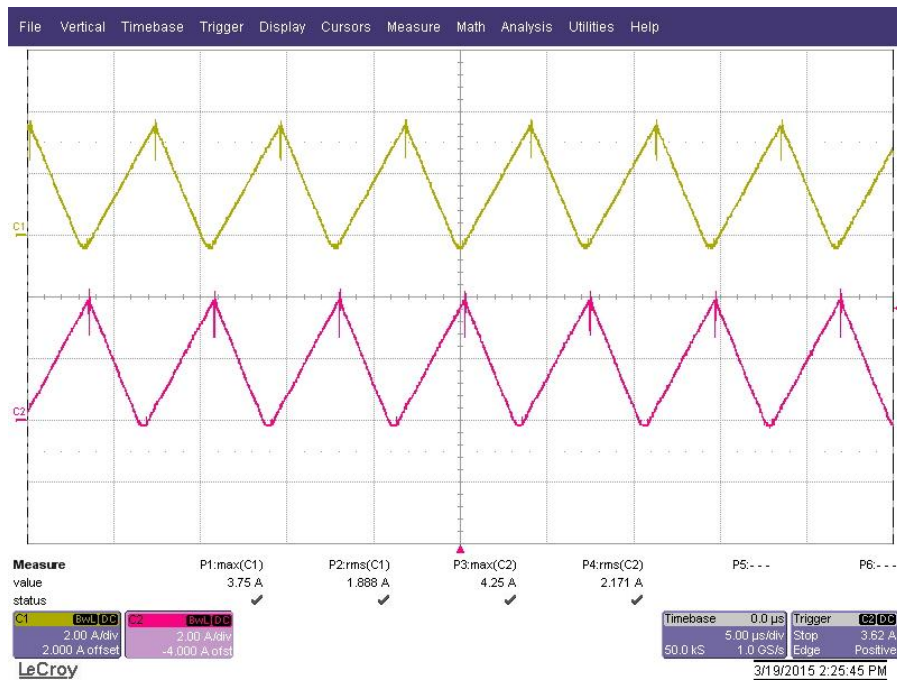 File Vertical Timebase Trigger Display Cursors Measure Math Analysis Utilities Help
C1
C2
Measure P1:max(C1) P2:rms(C1) P3:max(C2) P4:rms(C2) P5:- - - P6:- - -
value 3.75 A 1.888 A 4.25 A 2.171 A
status
C1 BwL DC C2 BwL DC Timebase 0.0 µs Trigger C2 DC
2.00 A/div 2.00 A/div 5.00 µs/div Stop 3.62 A
2.000 A offset -4.000 A ofst 50.0 kS 1.0 GS/s Edge Positive
LeCroy 3/19/2015 2:25:45 PM